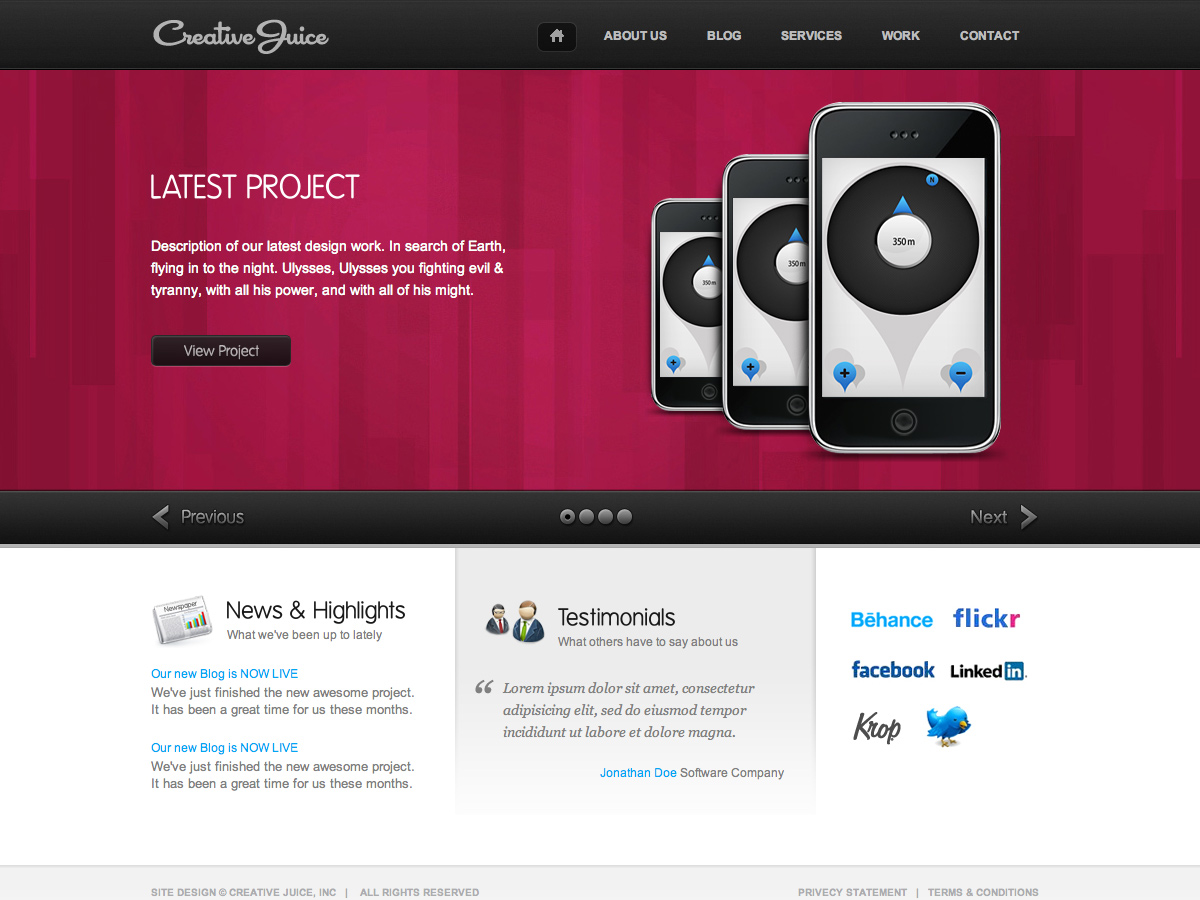 Creative Juice
ABOUT US
BLOG
SERVICES
WORK
CONTACT
LATEST PROJECT
Description of our latest design work. In search of Earth,
flying in to the night. Ulysses, Ulysses you fighting evil &
tyranny, with all his power, and with all of his might.
View Project
350 m
350 m
N
350 m
Previous
Next
Newspaper
News & Highlights
What we've been up to lately
Our new Blog is NOW LIVE
We've just finished the new awesome project.
It has been a great time for us these months.
Our new Blog is NOW LIVE
We've just finished the new awesome project.
It has been a great time for us these months.
Testimonials
What others have to say about us
“ Lorem ipsum dolor sit amet, consectetur
adipisicing elit, sed do eiusmod tempor
incididunt ut labore et dolore magna.
Jonathan Doe Software Company
Bēhance
flickr
facebook
Linked in
Krop
SITE DESIGN © CREATIVE JUICE, INC | ALL RIGHTS RESERVED
PRIVECY STATEMENT | TERMS & CONDITIONS